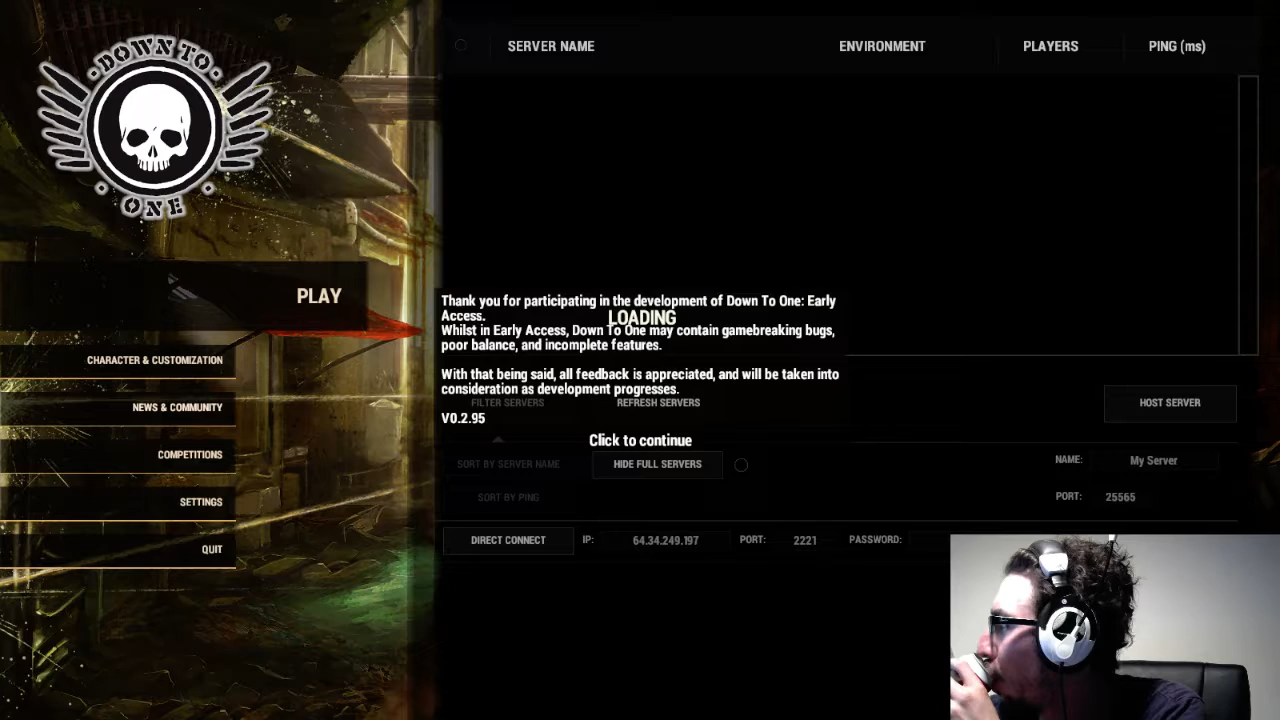 DOWN TO
ONE
SERVER NAME
ENVIRONMENT
PLAYERS
PING (ms)
PLAY
CHARACTER & CUSTOMIZATION
NEWS & COMMUNITY
COMPETITIONS
SETTINGS
QUIT
Thank you for participating in the development of Down To One: Early
Access.
LOADING
Whilst in Early Access, Down To One may contain gamebreaking bugs,
poor balance, and incomplete features.
With that being said, all feedback is appreciated, and will be taken into
consideration as development progresses.
V0.2.95
Click to continue
FILTER SERVERS
REFRESH SERVERS
HOST SERVER
SORT BY SERVER NAME
HIDE FULL SERVERS
NAME:
My Server
SORT BY PING
PORT:
25565
DIRECT CONNECT
IP:
64.34.249.197
PORT:
2221
PASSWORD: